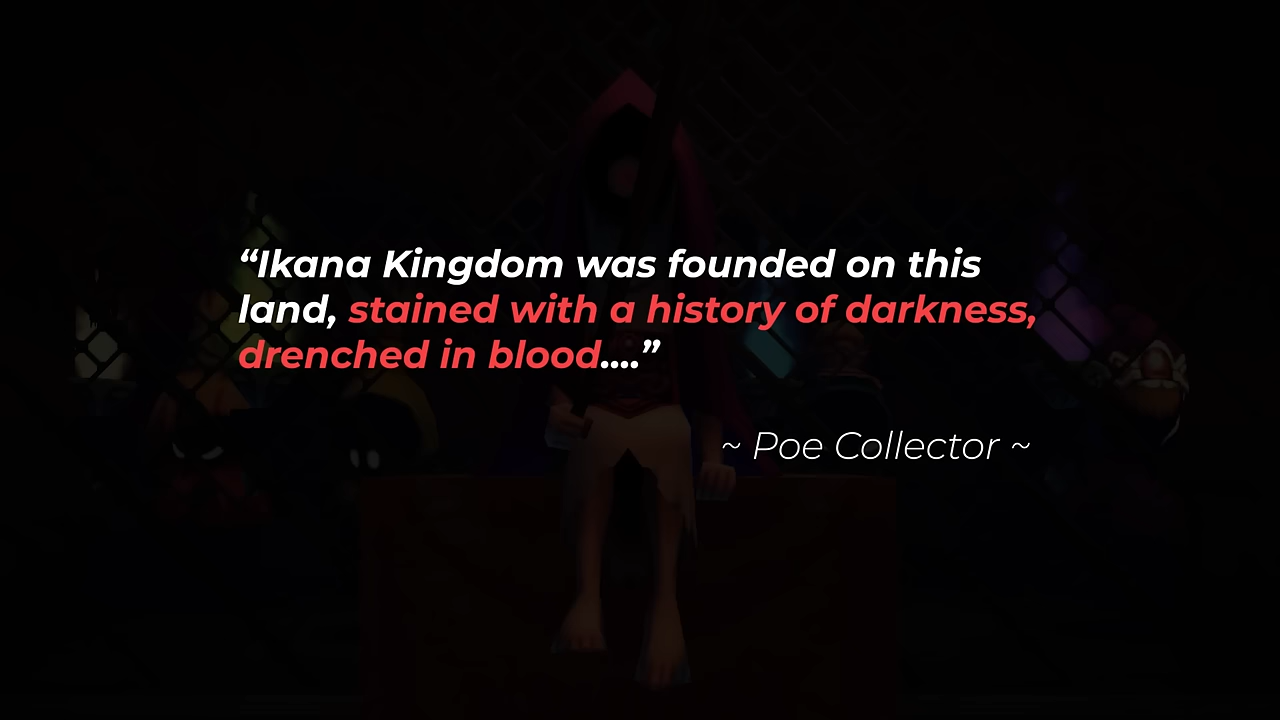 “Ikana Kingdom was founded on this
land, stained with a history of darkness,
drenched in blood....”
~ Poe Collector ~